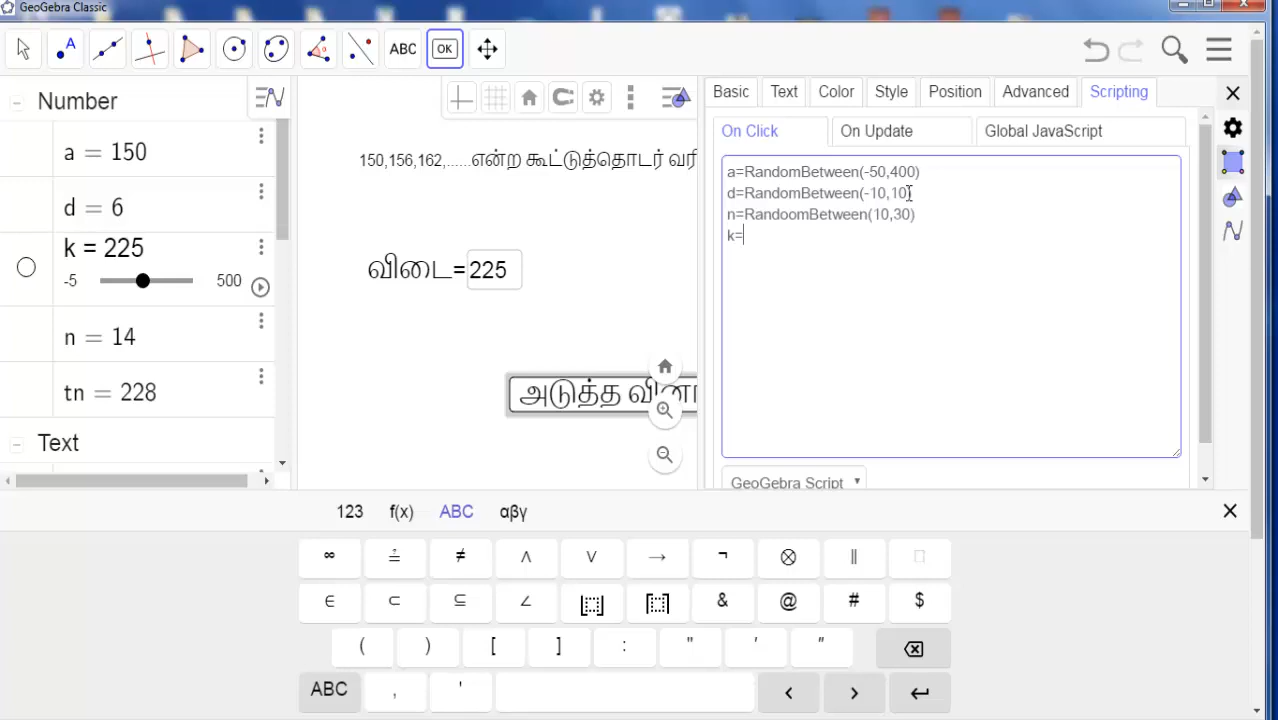 GeoGebra Classic
ABC
OK
Number
a = 150
d = 6
k = 225
-5
500
n = 14
tn = 228
Text
150,156,162,......என்ற கூட்டுத்தொடர் வரி
விடை=225
அடுத்த வினா
Basic
Text
Color
Style
Position
Advanced
Scripting
On Click
On Update
Global JavaScript
a=RandomBetween(-50,400)
d=RandomBetween(-10,10)
n=RandoomBetween(10,30)
k=
GeoGebra Script
123
f(x)
ABC
αβγ
∞ ≟ ≠ ∧ ∨ → ¬ ⊗ ∥
∈ ⊂ ⊆ ∠ & @ # $
( ) [ ] : " ′ ″
ABC , ' < >